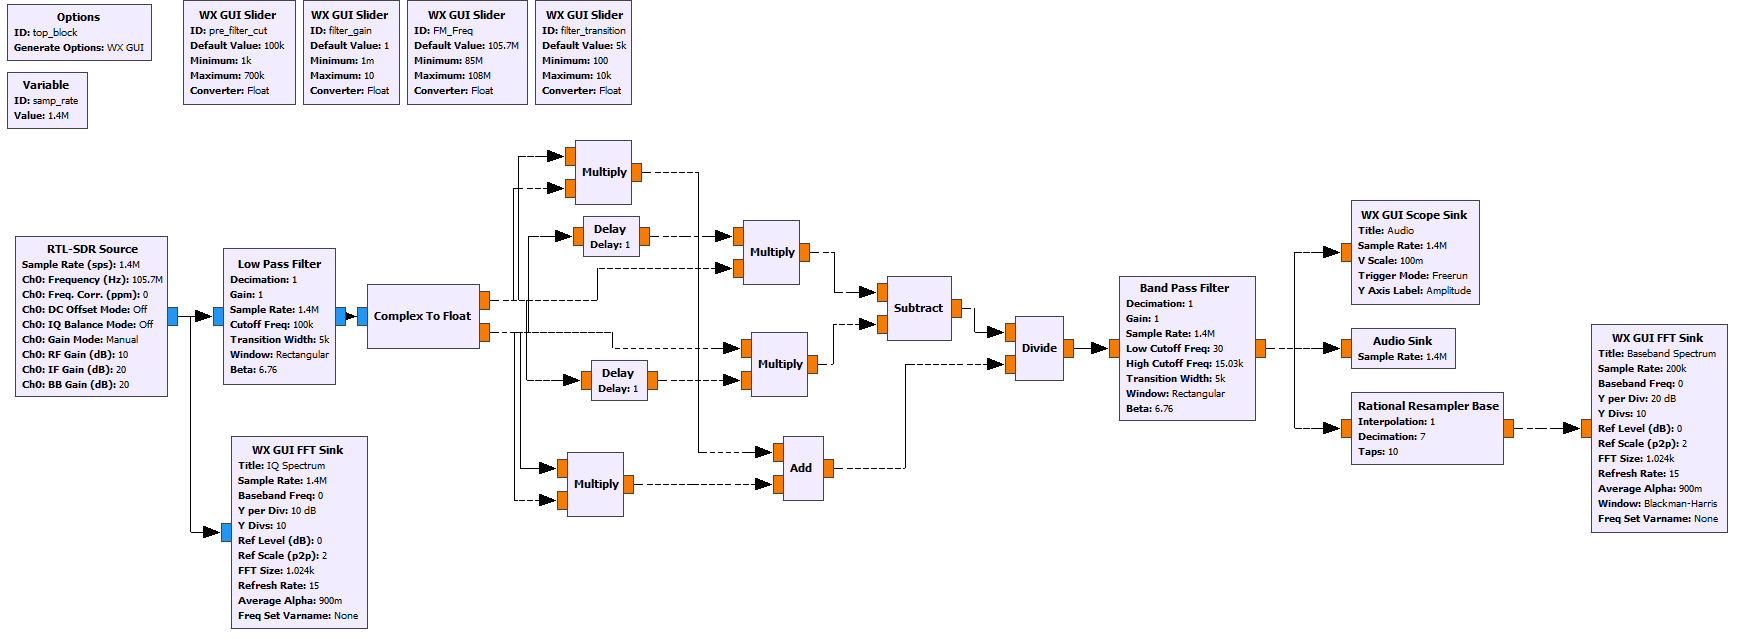 Options
ID: top_block
Generate Options: WX GUI
Variable
ID: samp_rate
Value: 1.4M
WX GUI Slider
ID: pre_filter_cut
Default Value: 100k
Minimum: 1k
Maximum: 700k
Converter: Float
WX GUI Slider
ID: filter_gain
Default Value: 1
Minimum: 1m
Maximum: 10
Converter: Float
WX GUI Slider
ID: FM_Freq
Default Value: 105.7M
Minimum: 85M
Maximum: 108M
Converter: Float
WX GUI Slider
ID: filter_transition
Default Value: 5k
Minimum: 100
Maximum: 10k
Converter: Float
RTL-SDR Source
Sample Rate (sps): 1.4M
Ch0: Frequency (Hz): 105.7M
Ch0: Freq. Corr. (ppm): 0
Ch0: DC Offset Mode: Off
Ch0: IQ Balance Mode: Off
Ch0: Gain Mode: Manual
Ch0: RF Gain (dB): 10
Ch0: IF Gain (dB): 20
Ch0: BB Gain (dB): 20
Low Pass Filter
Decimation: 1
Gain: 1
Sample Rate: 1.4M
Cutoff Freq: 100k
Transition Width: 5k
Window: Rectangular
Beta: 6.76
WX GUI FFT Sink
Title: IQ Spectrum
Sample Rate: 1.4M
Baseband Freq: 0
Y per Div: 10 dB
Y Divs: 10
Ref Level (dB): 0
Ref Scale (p2p): 2
FFT Size: 1.024k
Refresh Rate: 15
Average Alpha: 900m
Freq Set Varname: None
Complex To Float
Multiply
Delay
Delay: 1
Multiply
Multiply
Delay
Delay: 1
Multiply
Subtract
Add
Divide
Band Pass Filter
Decimation: 1
Gain: 1
Sample Rate: 1.4M
Low Cutoff Freq: 30
High Cutoff Freq: 15.03k
Transition Width: 5k
Window: Rectangular
Beta: 6.76
WX GUI Scope Sink
Title: Audio
Sample Rate: 1.4M
V Scale: 100m
Trigger Mode: Freerun
Y Axis Label: Amplitude
Audio Sink
Sample Rate: 1.4M
Rational Resampler Base
Interpolation: 1
Decimation: 7
Taps: 10
WX GUI FFT Sink
Title: Baseband Spectrum
Sample Rate: 200k
Baseband Freq: 0
Y per Div: 20 dB
Y Divs: 10
Ref Level (dB): 0
Ref Scale (p2p): 2
FFT Size: 1.024k
Refresh Rate: 15
Average Alpha: 900m
Window: Blackman-Harris
Freq Set Varname: None